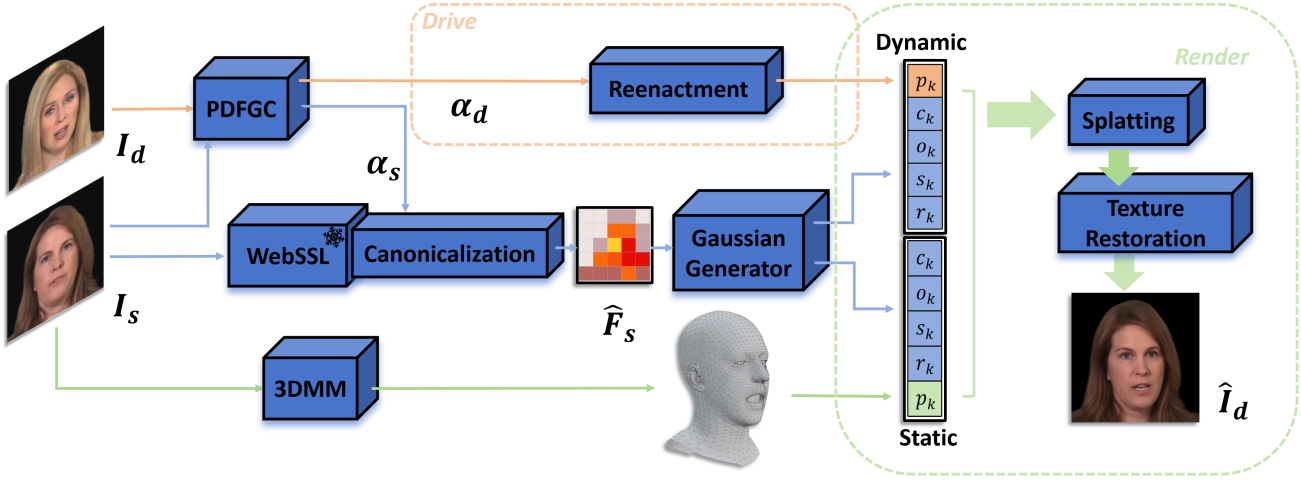 Drive
Dynamic
Render
PDFGC
Reenactment
p_k
c_k
o_k
s_k
r_k
Splatting
I_d
α_d
α_s
WebSSL
Canonicalization
Gaussian
Generator
Texture
Restoration
I_s
F̂_s
c_k
o_k
s_k
r_k
p_k
3DMM
Static
Î_d